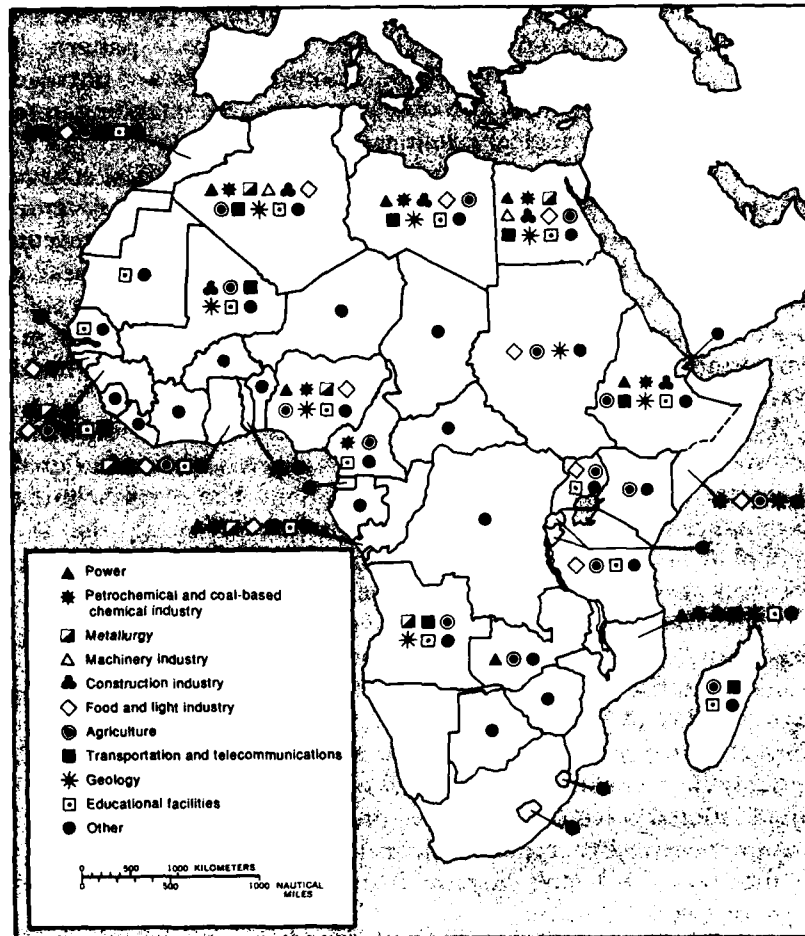 Power
Petrochemical and coal-based
chemical industry
Metallurgy
Machinery industry
Construction industry
Food and light industry
Agriculture
Transportation and telecommunications
Geology
Educational facilities
Other
0 500 1000 KILOMETERS
0 500 1000 NAUTICAL
MILES